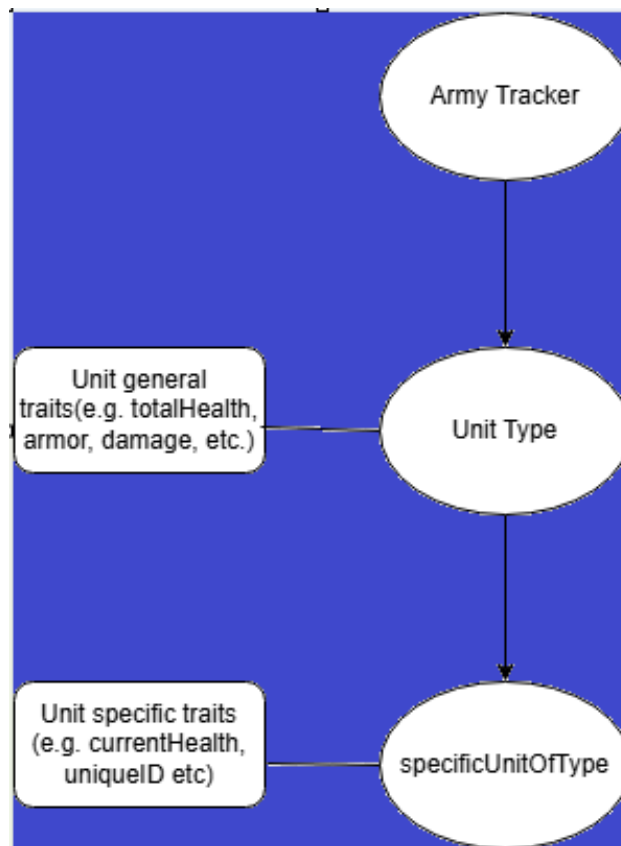 Army Tracker
Unit general
traits(e.g. totalHealth,
armor, damage, etc.)
Unit Type
Unit specific traits
(e.g. currentHealth,
uniqueID etc)
specificUnitOfType